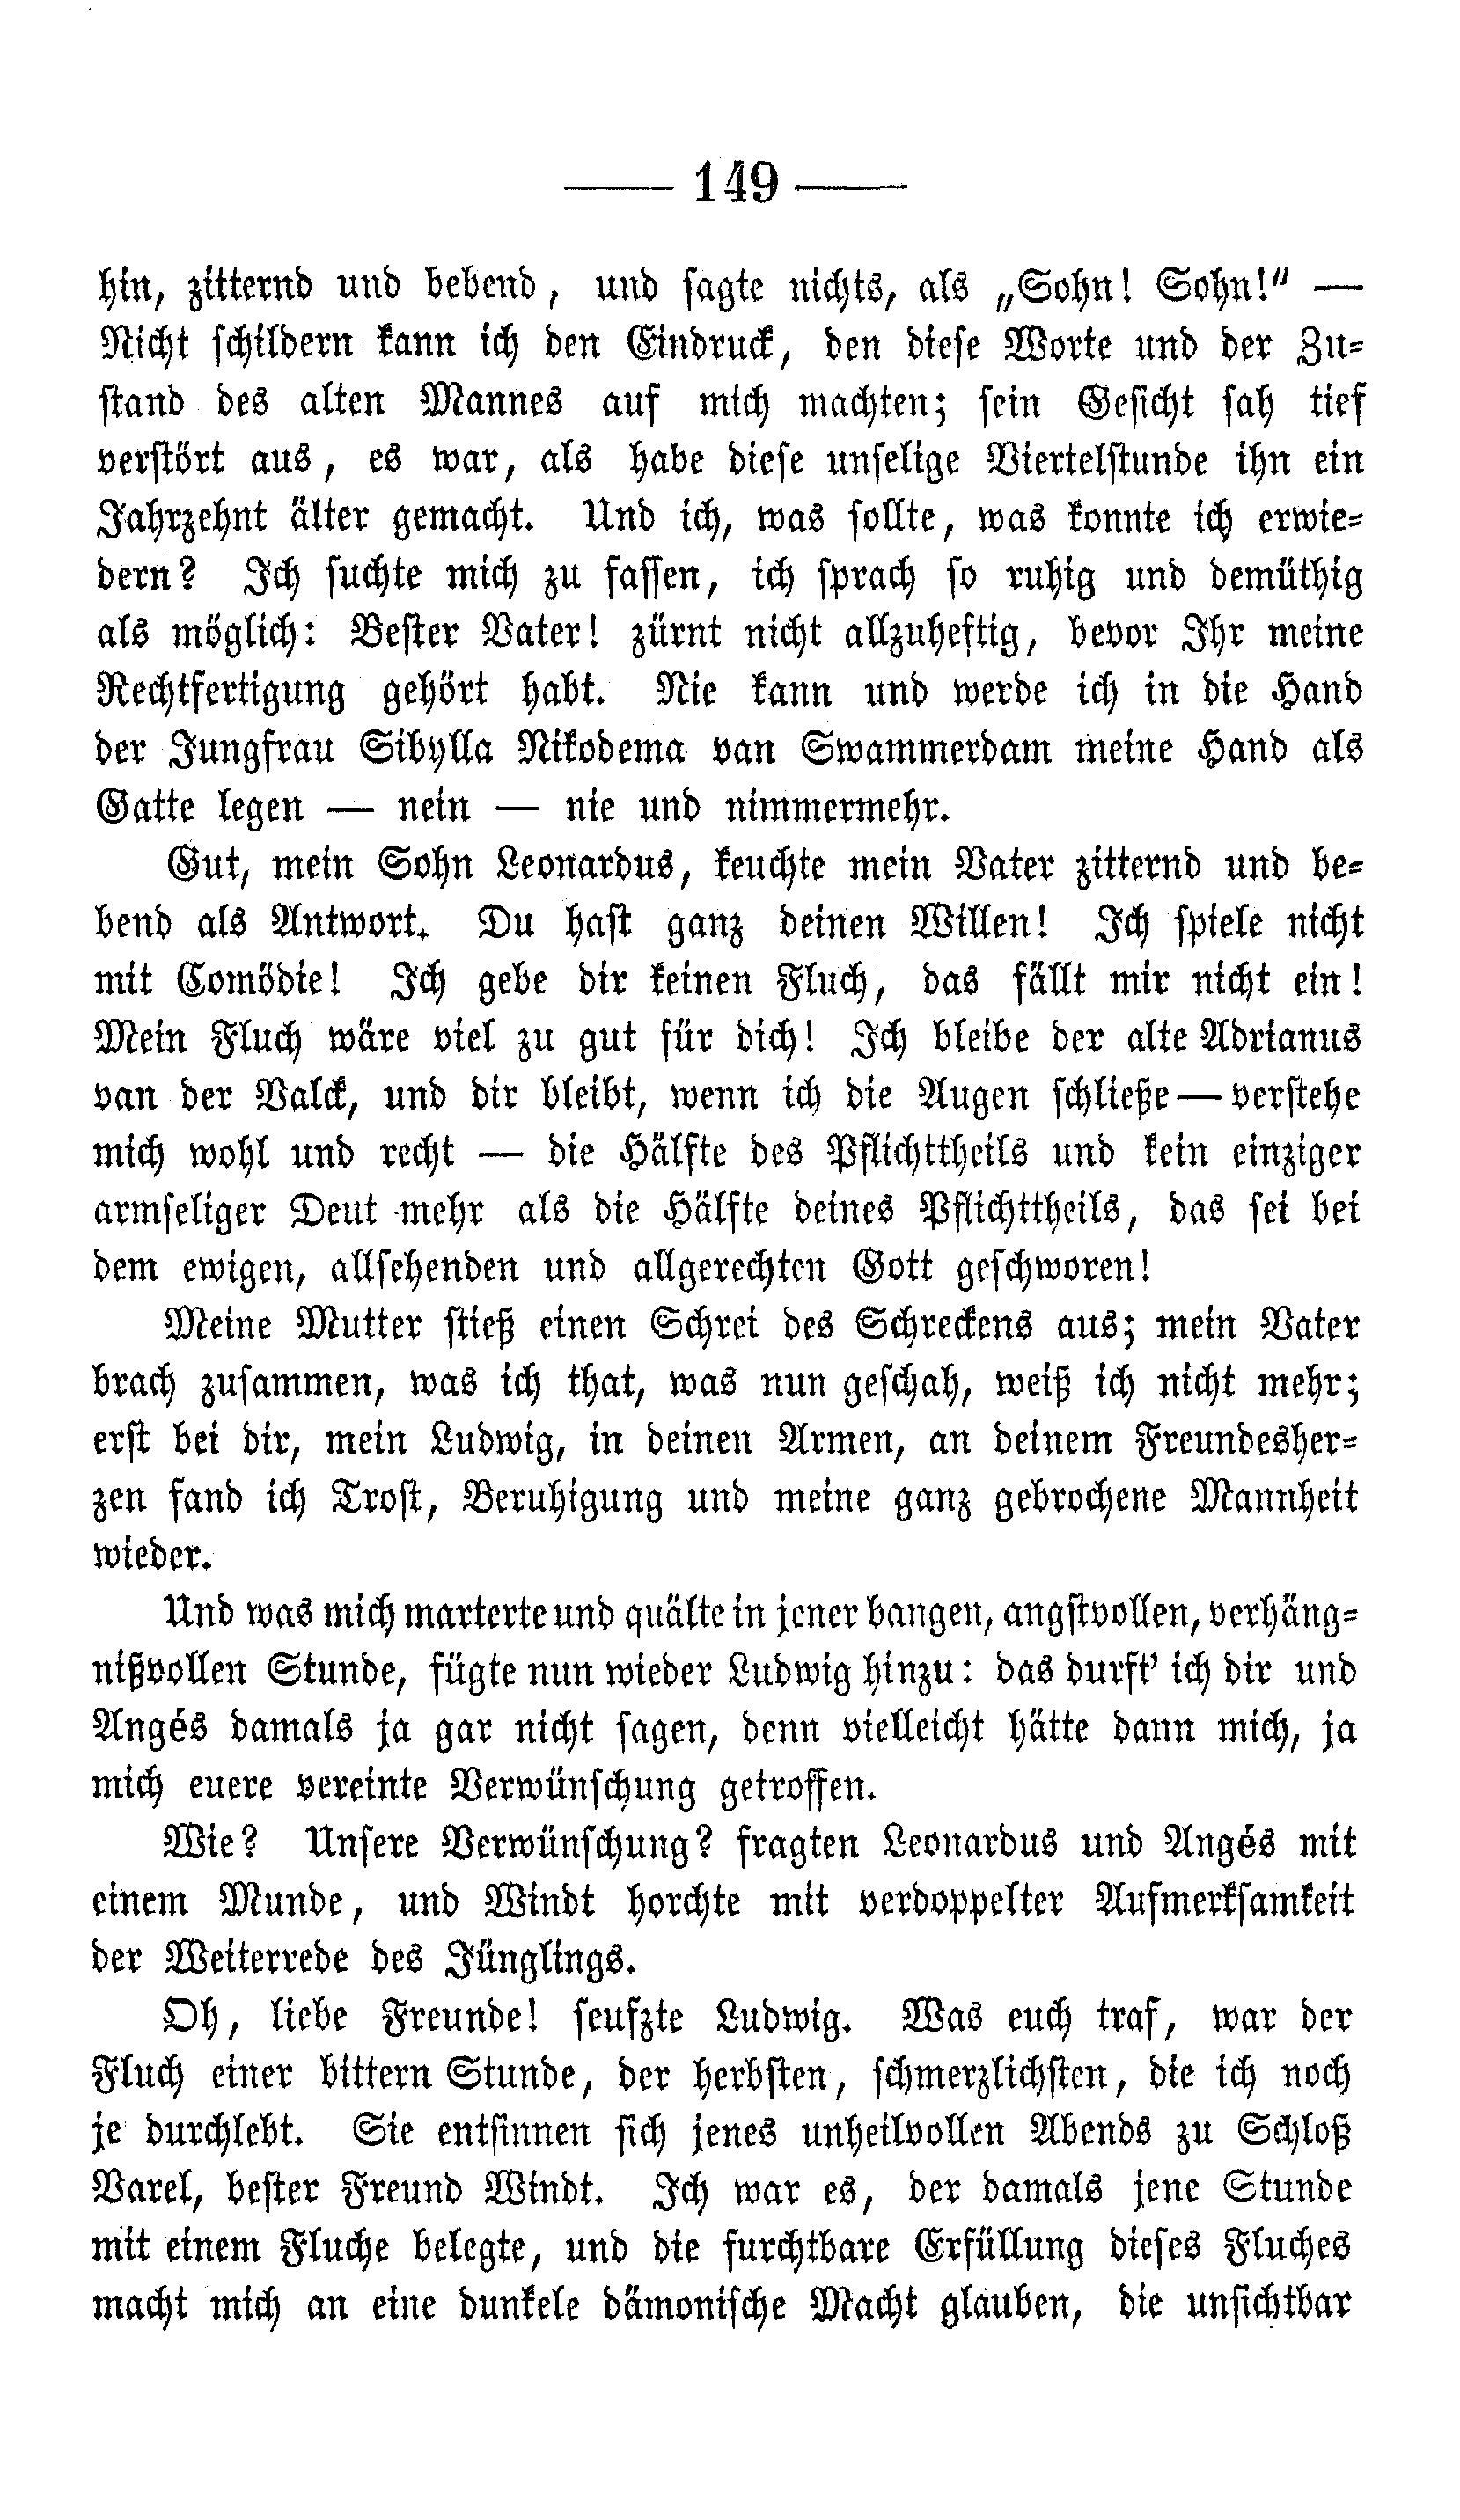 149
hin, zitternd und bebend, und sagte nichts, als „Sohn! Sohn!“ —
Nicht schildern kann ich den Eindruck, den diese Worte und der Zu-
stand des alten Mannes auf mich machten; sein Gesicht sah tief
verstört aus, es war, als habe diese unselige Viertelstunde ihn ein
Jahrzehnt älter gemacht. Und ich, was sollte, was konnte ich erwie-
dern? Ich suchte mich zu fassen, ich sprach so ruhig und demüthig
als möglich: Bester Vater! zürnt nicht allzuheftig, bevor Ihr meine
Rechtfertigung gehört habt. Nie kann und werde ich in die Hand
der Jungfrau Sibylla Nikodema van Swammerdam meine Hand als
Gatte legen — nein — nie und nimmermehr.
Gut, mein Sohn Leonardus, keuchte mein Vater zitternd und be-
bend als Antwort. Du hast ganz deinen Willen! Ich spiele nicht
mit Comödie! Ich gebe dir keinen Fluch, das fällt mir nicht ein!
Mein Fluch wäre viel zu gut für dich! Ich bleibe der alte Adrianus
van der Valck, und dir bleibt, wenn ich die Augen schließe — verstehe
mich wohl und recht — die Hälfte des Pflichttheils und kein einziger
armseliger Deut mehr als die Hälfte deines Pflichttheils, das sei bei
dem ewigen, allsehenden und allgerechten Gott geschworen!
Meine Mutter stieß einen Schrei des Schreckens aus; mein Vater
brach zusammen, was ich that, was nun geschah, weiß ich nicht mehr;
erst bei dir, mein Ludwig, in deinen Armen, an deinem Freundesher-
zen fand ich Trost, Beruhigung und meine ganz gebrochene Mannheit
wieder.
Und was mich marterte und quälte in jener bangen, angstvollen, verhäng-
nißvollen Stunde, fügte nun wieder Ludwig hinzu: das durft’ ich dir und
Angés damals ja gar nicht sagen, denn vielleicht hätte dann mich, ja
mich euere vereinte Verwünschung getroffen.
Wie? Unsere Verwünschung? fragten Leonardus und Angés mit
einem Munde, und Windt horchte mit verdoppelter Aufmerksamkeit
der Weiterrede des Jünglings.
Oh, liebe Freunde! seufzte Ludwig. Was euch traf, war der
Fluch einer bittern Stunde, der herbsten, schmerzlichsten, die ich noch
je durchlebt. Sie entsinnen sich jenes unheilvollen Abends zu Schloß
Varel, bester Freund Windt. Ich war es, der damals jene Stunde
mit einem Fluche belegte, und die furchtbare Erfüllung dieses Fluches
macht mich an eine dunkele dämonische Macht glauben, die unsichtbar